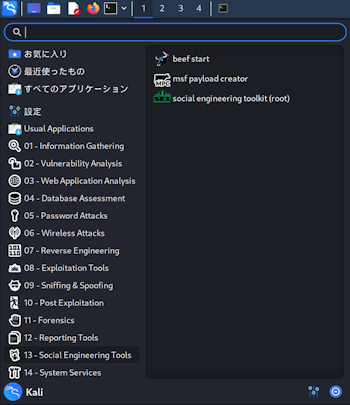 1 2 3 4
お気に入り
最近使ったもの
すべてのアプリケーション
設定
Usual Applications
01 - Information Gathering
02 - Vulnerability Analysis
03 - Web Application Analysis
04 - Database Assessment
05 - Password Attacks
06 - Wireless Attacks
07 - Reverse Engineering
08 - Exploitation Tools
09 - Sniffing & Spoofing
10 - Post Exploitation
11 - Forensics
12 - Reporting Tools
13 - Social Engineering Tools
14 - System Services
beef start
msf payload creator
MSF
social engineering toolkit (root)
Kali